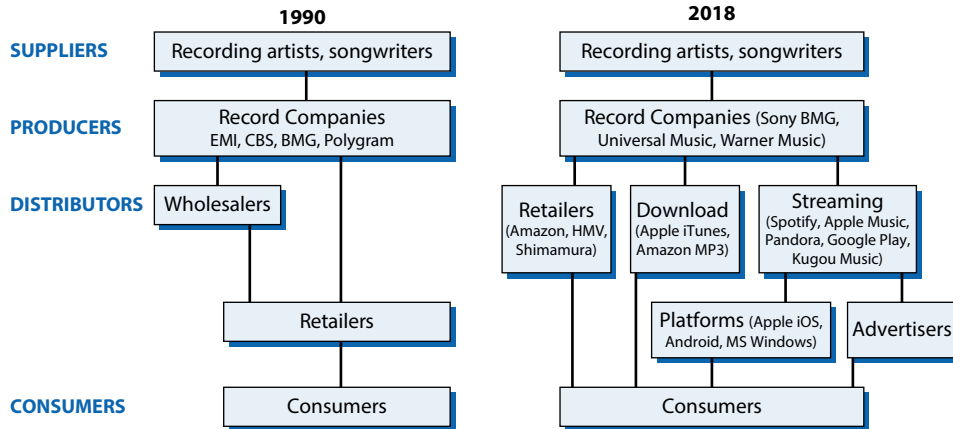 1990
2018
SUPPLIERS
Recording artists, songwriters
Recording artists, songwriters
PRODUCERS
Record Companies
EMI, CBS, BMG, Polygram
Record Companies (Sony BMG,
Universal Music, Warner Music)
DISTRIBUTORS
Wholesalers
Retailers
(Amazon, HMV,
Shimamura)
Download
(Apple iTunes,
Amazon MP3)
Streaming
(Spotify, Apple Music,
Pandora, Google Play,
Kugou Music)
Retailers
Platforms (Apple iOS,
Android, MS Windows)
Advertisers
CONSUMERS
Consumers
Consumers